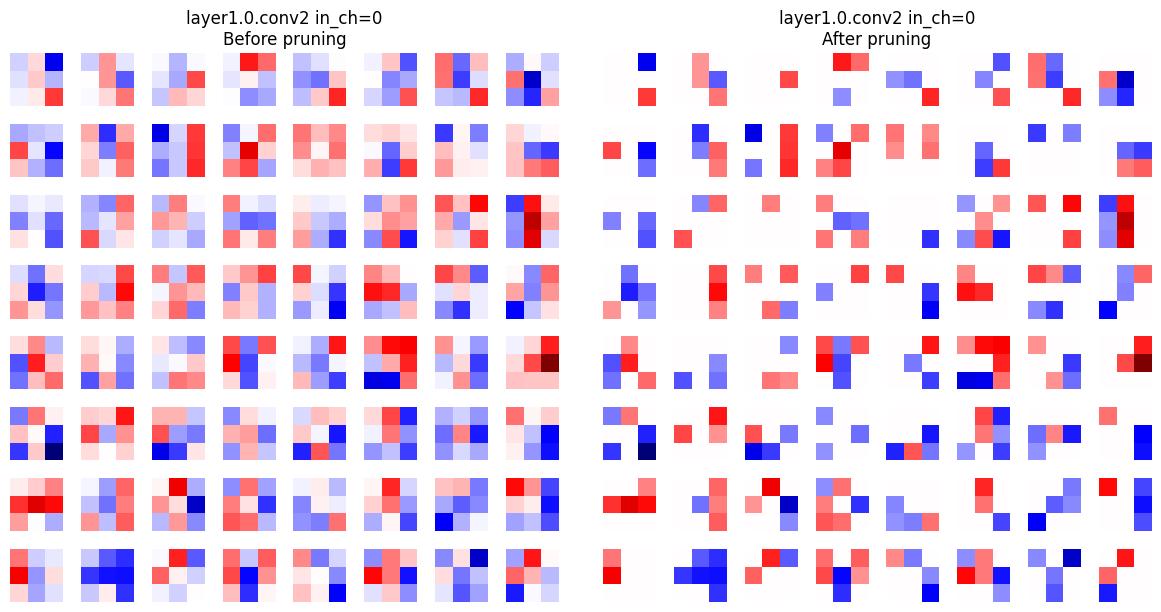 layer1.0.conv2 in_ch=0
Before pruning
layer1.0.conv2 in_ch=0
After pruning